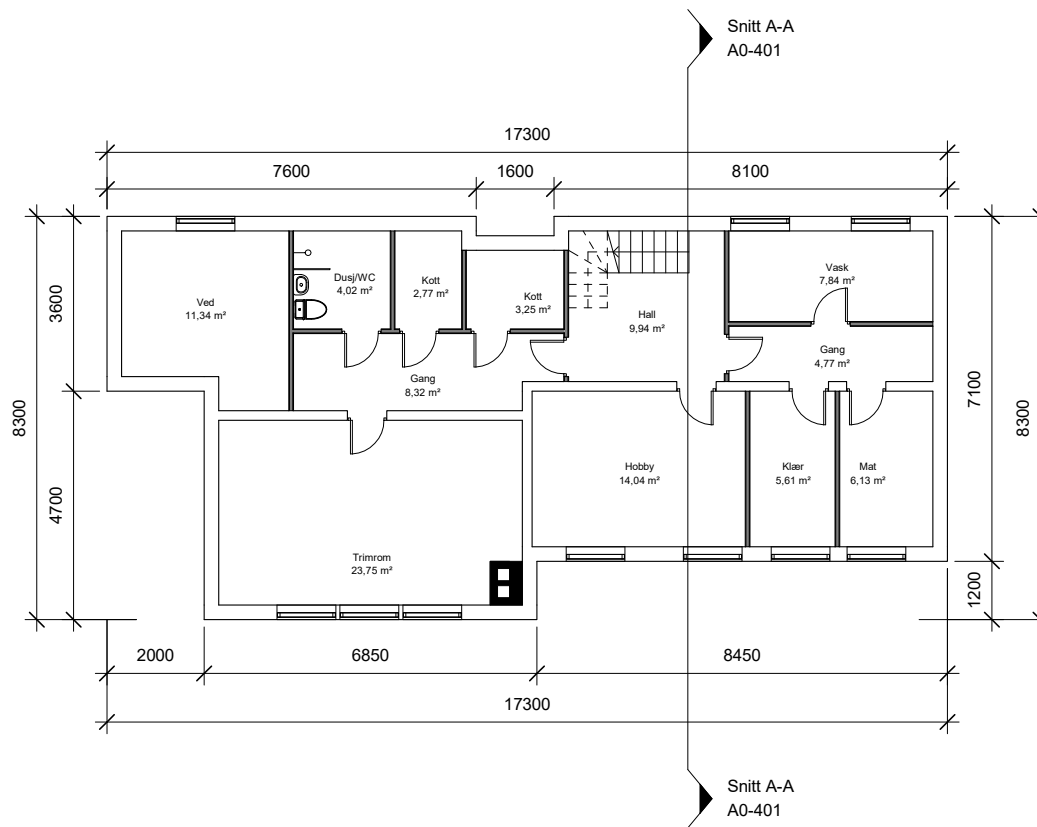 Snitt A-A
A0-401
17300
7600
1600
8100
8300
3600
4700
7100
1200
8300
Ved
11,34 m²
Dusj/WC
4,02 m²
Kott
2,77 m²
Kott
3,25 m²
Hall
9,94 m²
Vask
7,84 m²
Gang
8,32 m²
Gang
4,77 m²
Hobby
14,04 m²
Klær
5,61 m²
Mat
6,13 m²
Trimrom
23,75 m²
2000
6850
8450
17300
Snitt A-A
A0-401